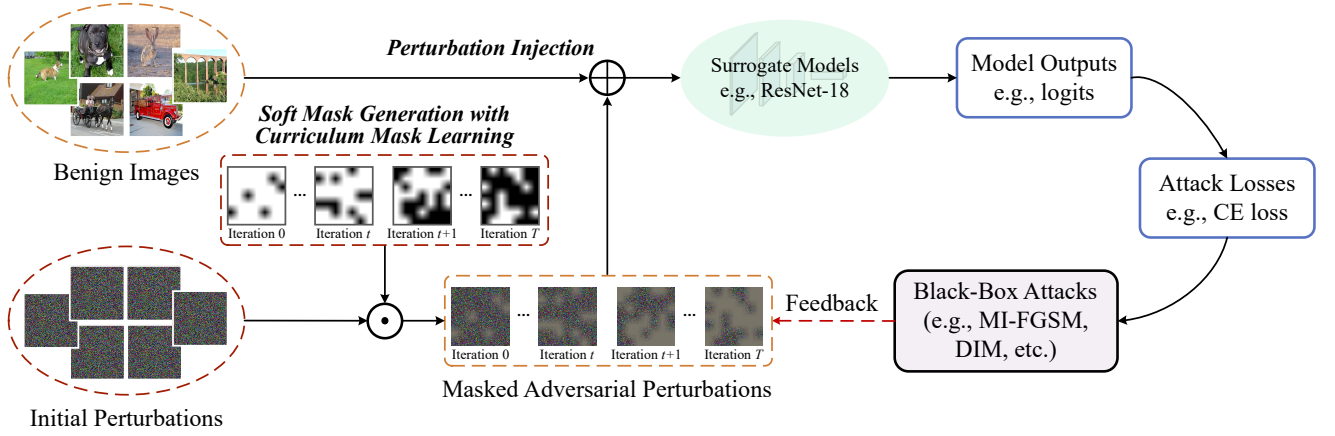 Perturbation Injection
Surrogate Models
e.g., ResNet-18
Model Outputs
e.g., logits
Benign Images
Soft Mask Generation with
Curriculum Mask Learning
...
...
Iteration 0
Iteration t
Iteration t+1
Iteration T
Attack Losses
e.g., CE loss
Initial Perturbations
...
...
Iteration 0
Iteration t
Iteration t+1
Iteration T
Masked Adversarial Perturbations
Feedback
Black-Box Attacks
(e.g., MI-FGSM,
DIM, etc.)